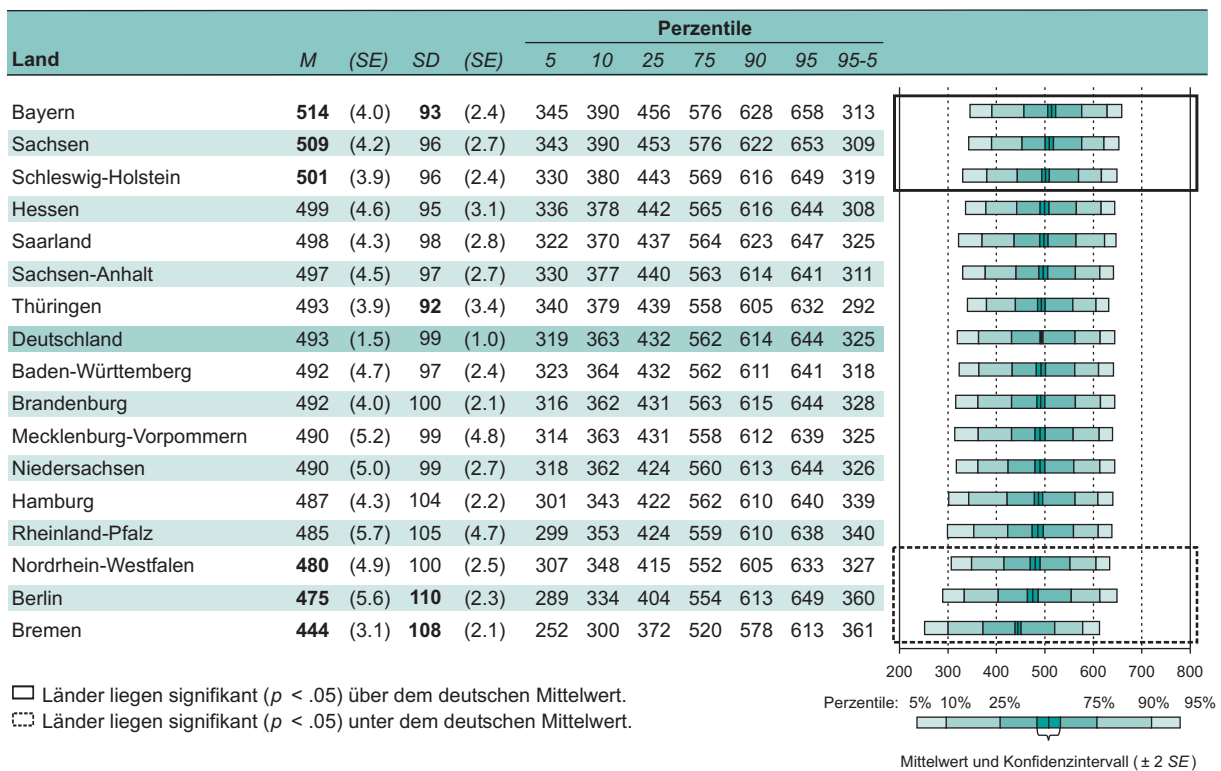 Perzentile
Land M (SE) SD (SE) 5 10 25 75 90 95 95-5
Bayern 514 (4.0) 93 (2.4) 345 390 456 576 628 658 313
Sachsen 509 (4.2) 96 (2.7) 343 390 453 576 622 653 309
Schleswig-Holstein 501 (3.9) 96 (2.4) 330 380 443 569 616 649 319
Hessen 499 (4.6) 95 (3.1) 336 378 442 565 616 644 308
Saarland 498 (4.3) 98 (2.8) 322 370 437 564 623 647 325
Sachsen-Anhalt 497 (4.5) 97 (2.7) 330 377 440 563 614 641 311
Thüringen 493 (3.9) 92 (3.4) 340 379 439 558 605 632 292
Deutschland 493 (1.5) 99 (1.0) 319 363 432 562 614 644 325
Baden-Württemberg 492 (4.7) 97 (2.4) 323 364 432 562 611 641 318
Brandenburg 492 (4.0) 100 (2.1) 316 362 431 563 615 644 328
Mecklenburg-Vorpommern 490 (5.2) 99 (4.8) 314 363 431 558 612 639 325
Niedersachsen 490 (5.0) 99 (2.7) 318 362 424 560 613 644 326
Hamburg 487 (4.3) 104 (2.2) 301 343 422 562 610 640 339
Rheinland-Pfalz 485 (5.7) 105 (4.7) 299 353 424 559 610 638 340
Nordrhein-Westfalen 480 (4.9) 100 (2.5) 307 348 415 552 605 633 327
Berlin 475 (5.6) 110 (2.3) 289 334 404 554 613 649 360
Bremen 444 (3.1) 108 (2.1) 252 300 372 520 578 613 361
200 300 400 500 600 700 800
Länder liegen signifikant (p < .05) über dem deutschen Mittelwert.
Länder liegen signifikant (p < .05) unter dem deutschen Mittelwert.
Perzentile: 5% 10% 25% 75% 90% 95%
Mittelwert und Konfidenzintervall (± 2 SE)